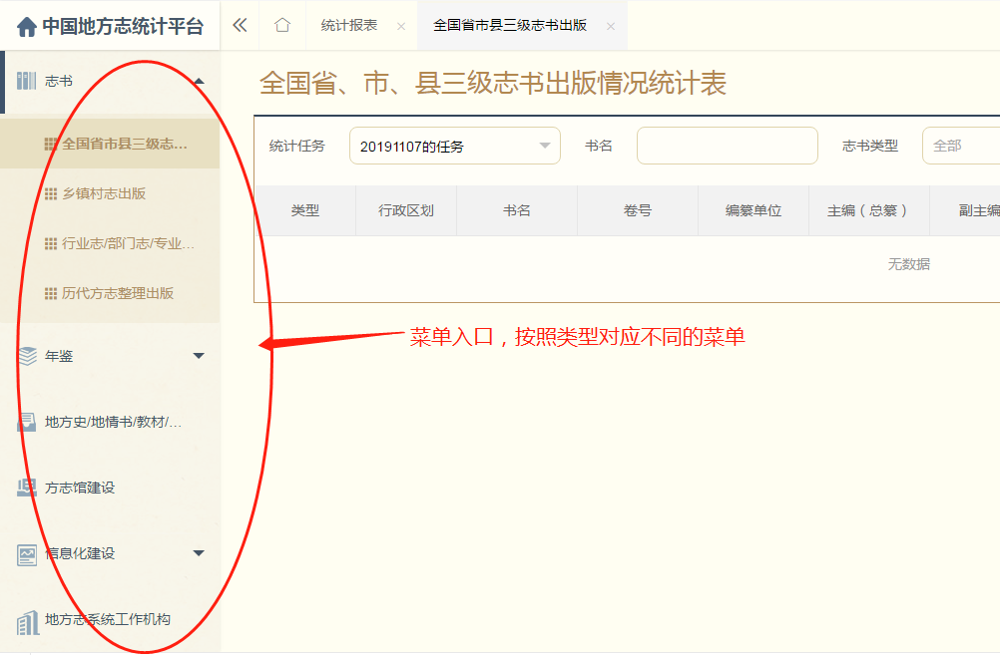 中国地方志统计平台
统计报表 全国省市县三级志书出版
志书
全国省市县三级志...
乡镇村志出版
行业志/部门志/专业...
历代方志整理出版
年鉴
地方史/地情书/教材/...
方志馆建设
信息化建设
地方志系统工作机构
全国省、市、县三级志书出版情况统计表
统计任务 20191107的任务 书名 志书类型 全部
类型 行政区划 书名 卷号 编纂单位 主编（总纂） 副主编
无数据
菜单入口，按照类型对应不同的菜单